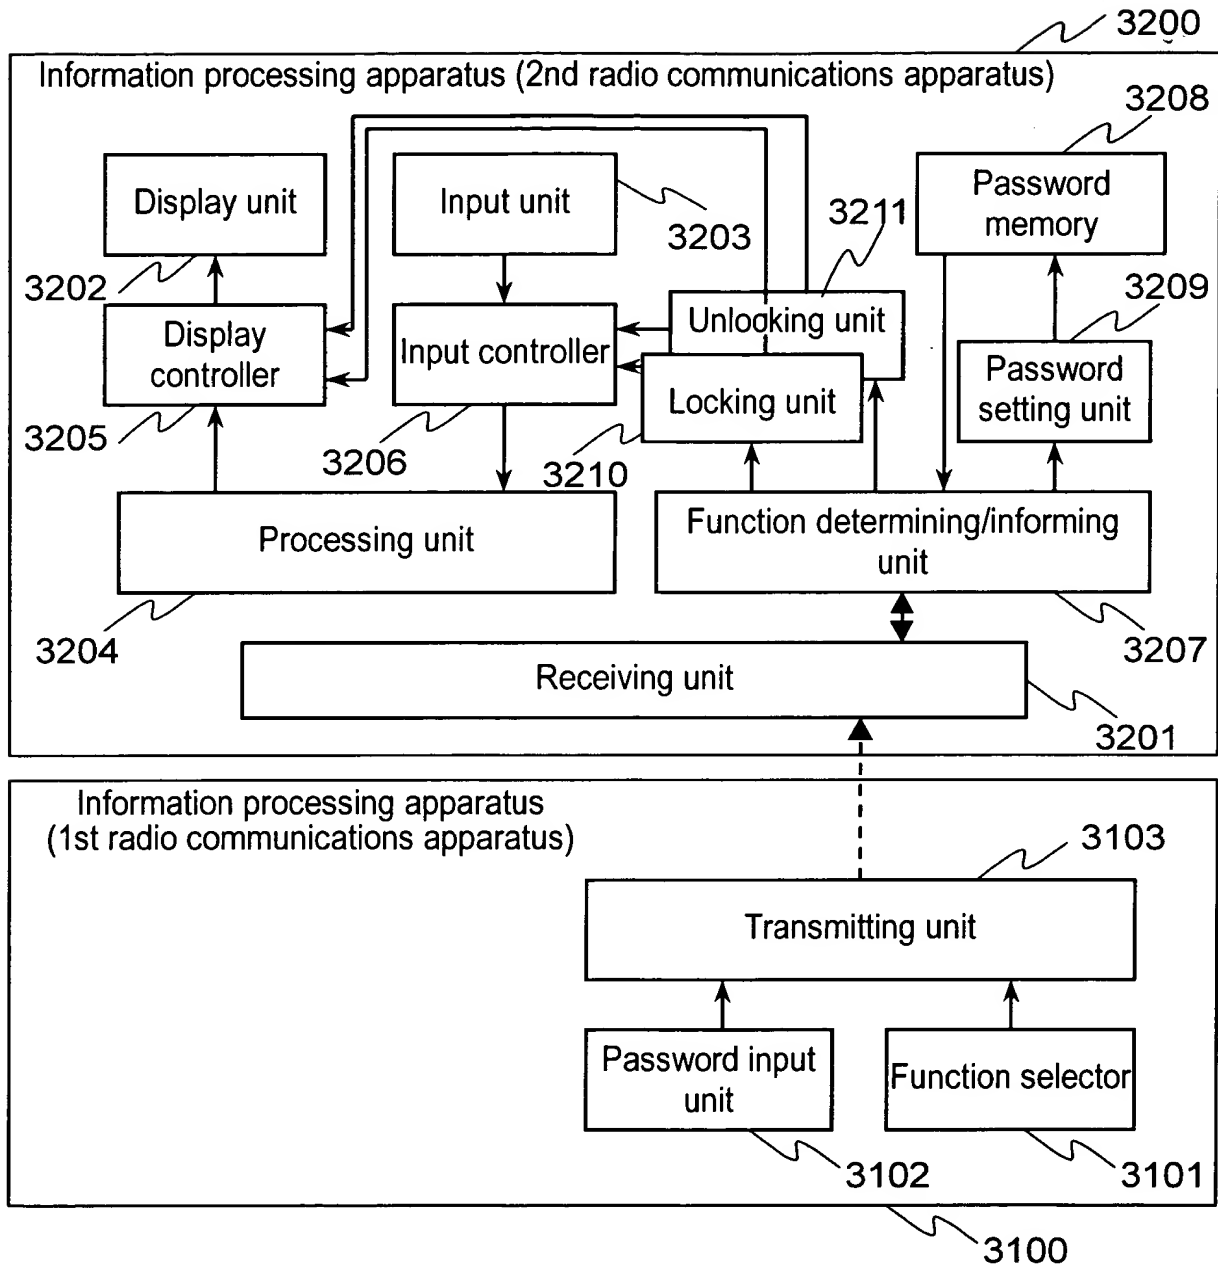 3200
Information processing apparatus (2nd radio communications apparatus)
3208
Display unit
Input unit
Password
memory
3211
3203
3202
3209
Display
controller
Input controller
Unlocking unit
Locking unit
Password
setting unit
3205
3206
3210
Processing unit
Function determining/informing
unit
3204
3207
Receiving unit
3201
Information processing apparatus
(1st radio communications apparatus)
3103
Transmitting unit
Password input
unit
Function selector
3102
3101
3100